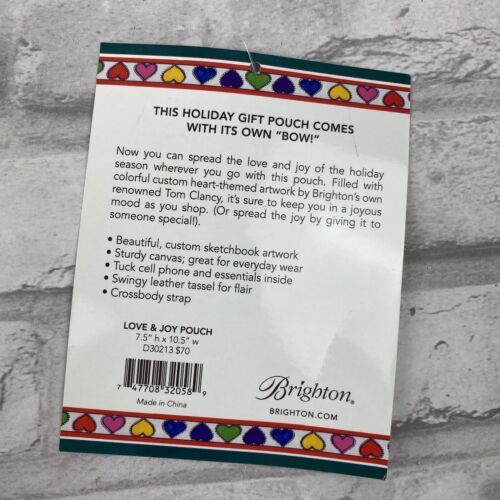 THIS HOLIDAY GIFT POUCH COMES
WITH ITS OWN "BOW!"
Now you can spread the love and joy of the holiday
season wherever you go with this pouch. Filled with
colorful custom heart-themed artwork by Brighton's own
renowned Tom Clancy, it's sure to keep you in a joyous
mood as you shop. (Or spread the joy by giving it to
someone special!).
• Beautiful, custom sketchbook artwork
• Sturdy canvas; great for everyday wear
• Tuck cell phone and essentials inside
• Swingy leather tassel for flair
• Crossbody strap
LOVE & JOY POUCH
7.5" h x 10.5" w
D30213 $70
7 47708 32058 9
Made in China
Brighton®
BRIGHTON.COM